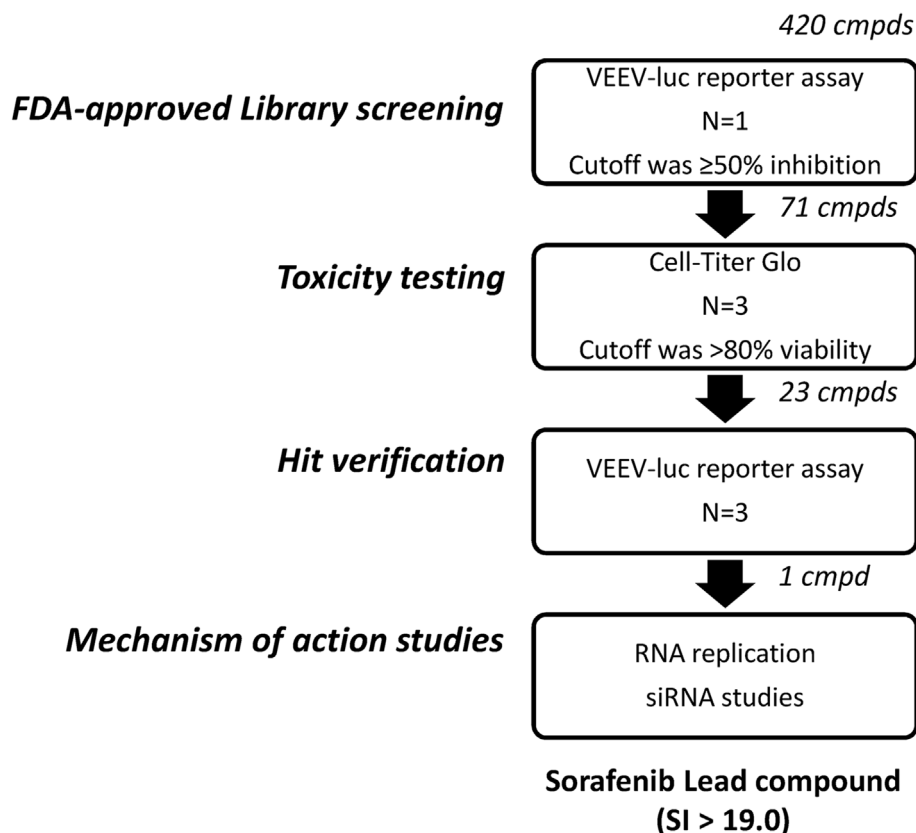 420 cmpds
FDA-approved Library screening
VEEV-luc reporter assay
N=1
Cutoff was ≥50% inhibition
71 cmpds
Toxicity testing
Cell-Titer Glo
N=3
Cutoff was >80% viability
23 cmpds
Hit verification
VEEV-luc reporter assay
N=3
1 cmpd
Mechanism of action studies
RNA replication
siRNA studies
Sorafenib Lead compound
(SI > 19.0)